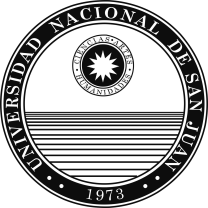 UNIVERSIDAD NACIONAL DE SAN JUAN
· CIENCIAS · ARTES · HUMANIDADES
· 1973 ·